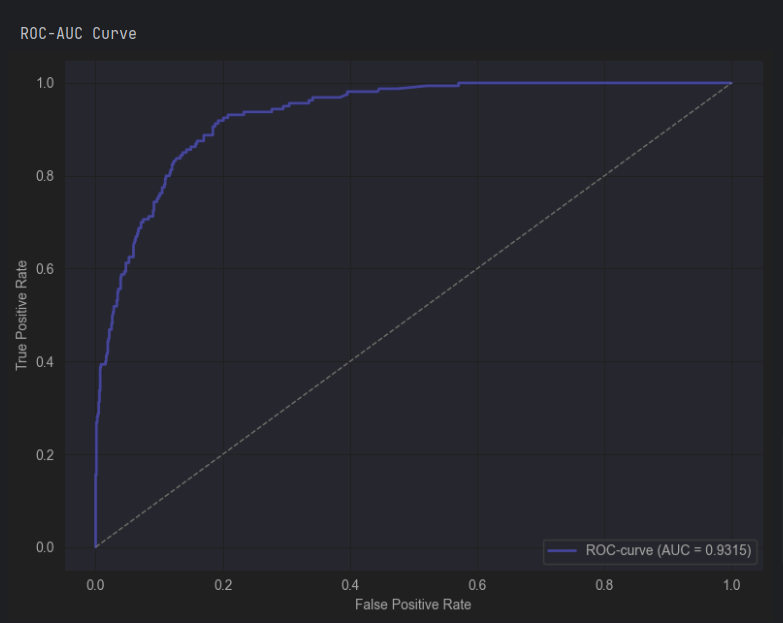 ROC-AUC Curve
True Positive Rate
1.0
0.8
0.6
0.4
0.2
0.0
ROC-curve (AUC = 0.9315)
0.0 0.2 0.4 0.6 0.8 1.0
False Positive Rate